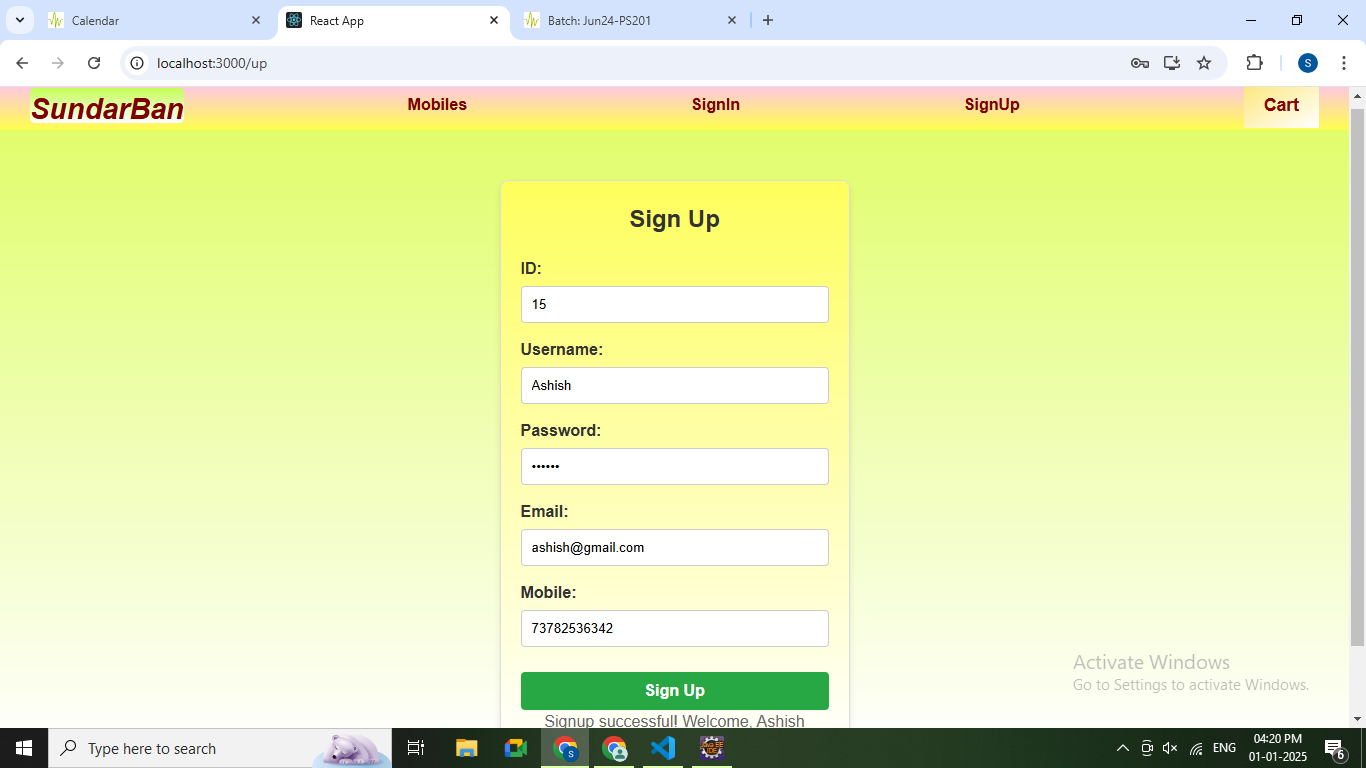 Calendar
React App
Batch: Jun24-PS201
localhost:3000/up
S
SundarBan
Mobiles
SignIn
SignUp
Cart
Sign Up
ID:
15
Username:
Ashish
Password:
••••••
Email:
ashish@gmail.com
Mobile:
73782536342
Sign Up
Signup successful! Welcome, Ashish
Activate Windows
Go to Settings to activate Windows.
Type here to search
S
ENG
04:20 PM
01-01-2025
6